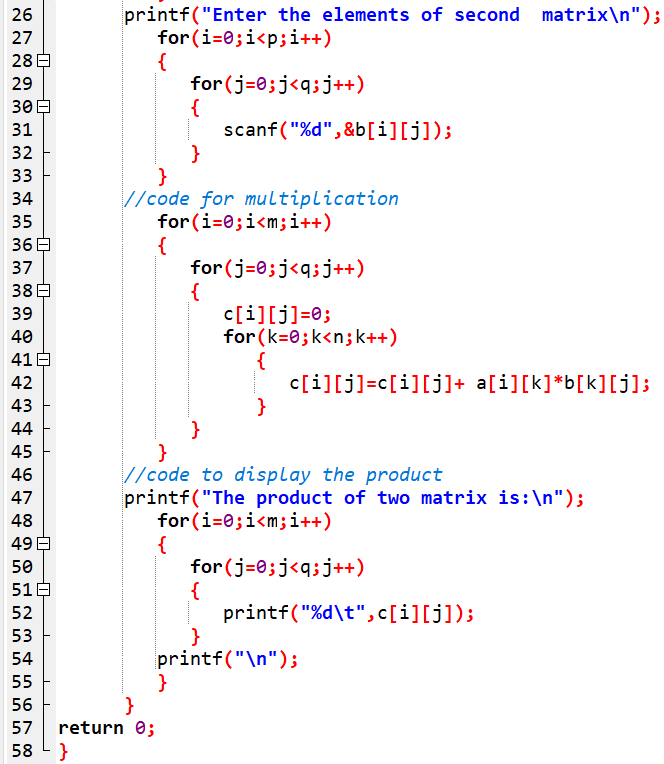 26 printf("Enter the elements of second  matrix\n");
27 for(i=0;i<p;i++)
28 {
29 for(j=0;j<q;j++)
30 {
31 scanf("%d",&b[i][j]);
32 }
33 }
34 //code for multiplication
35 for(i=0;i<m;i++)
36 {
37 for(j=0;j<q;j++)
38 {
39 c[i][j]=0;
40 for(k=0;k<n;k++)
41 {
42 c[i][j]=c[i][j]+ a[i][k]*b[k][j];
43 }
44 }
45 }
46 //code to display the product
47 printf("The product of two matrix is:\n");
48 for(i=0;i<m;i++)
49 {
50 for(j=0;j<q;j++)
51 {
52 printf("%d\t",c[i][j]);
53 }
54 printf("\n");
55 }
56 }
57 return 0;
58 }